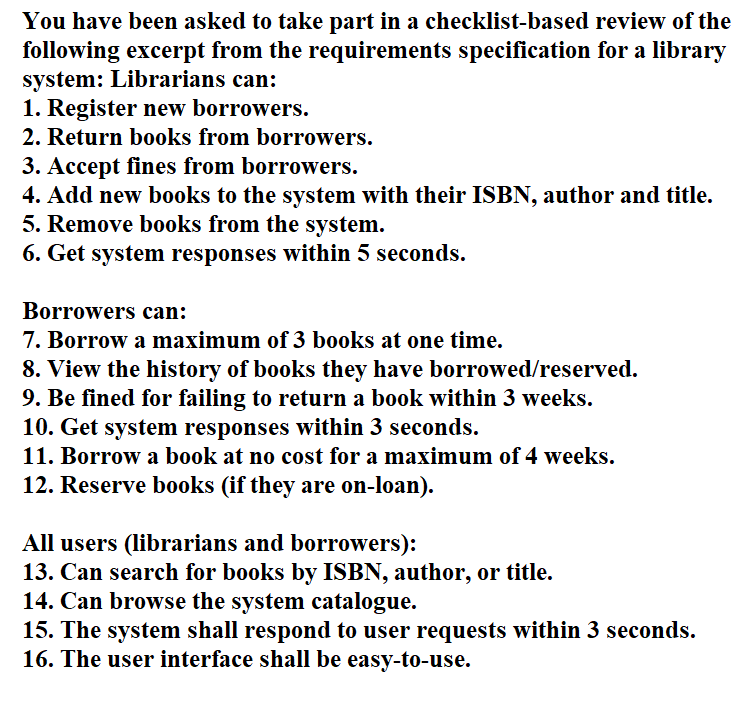 You have been asked to take part in a checklist-based review of the
following excerpt from the requirements specification for a library
system: Librarians can:
1. Register new borrowers.
2. Return books from borrowers.
3. Accept fines from borrowers.
4. Add new books to the system with their ISBN, author and title.
5. Remove books from the system.
6. Get system responses within 5 seconds.
Borrowers can:
7. Borrow a maximum of 3 books at one time.
8. View the history of books they have borrowed/reserved.
9. Be fined for failing to return a book within 3 weeks.
10. Get system responses within 3 seconds.
11. Borrow a book at no cost for a maximum of 4 weeks.
12. Reserve books (if they are on-loan).
All users (librarians and borrowers):
13. Can search for books by ISBN, author, or title.
14. Can browse the system catalogue.
15. The system shall respond to user requests within 3 seconds.
16. The user interface shall be easy-to-use.